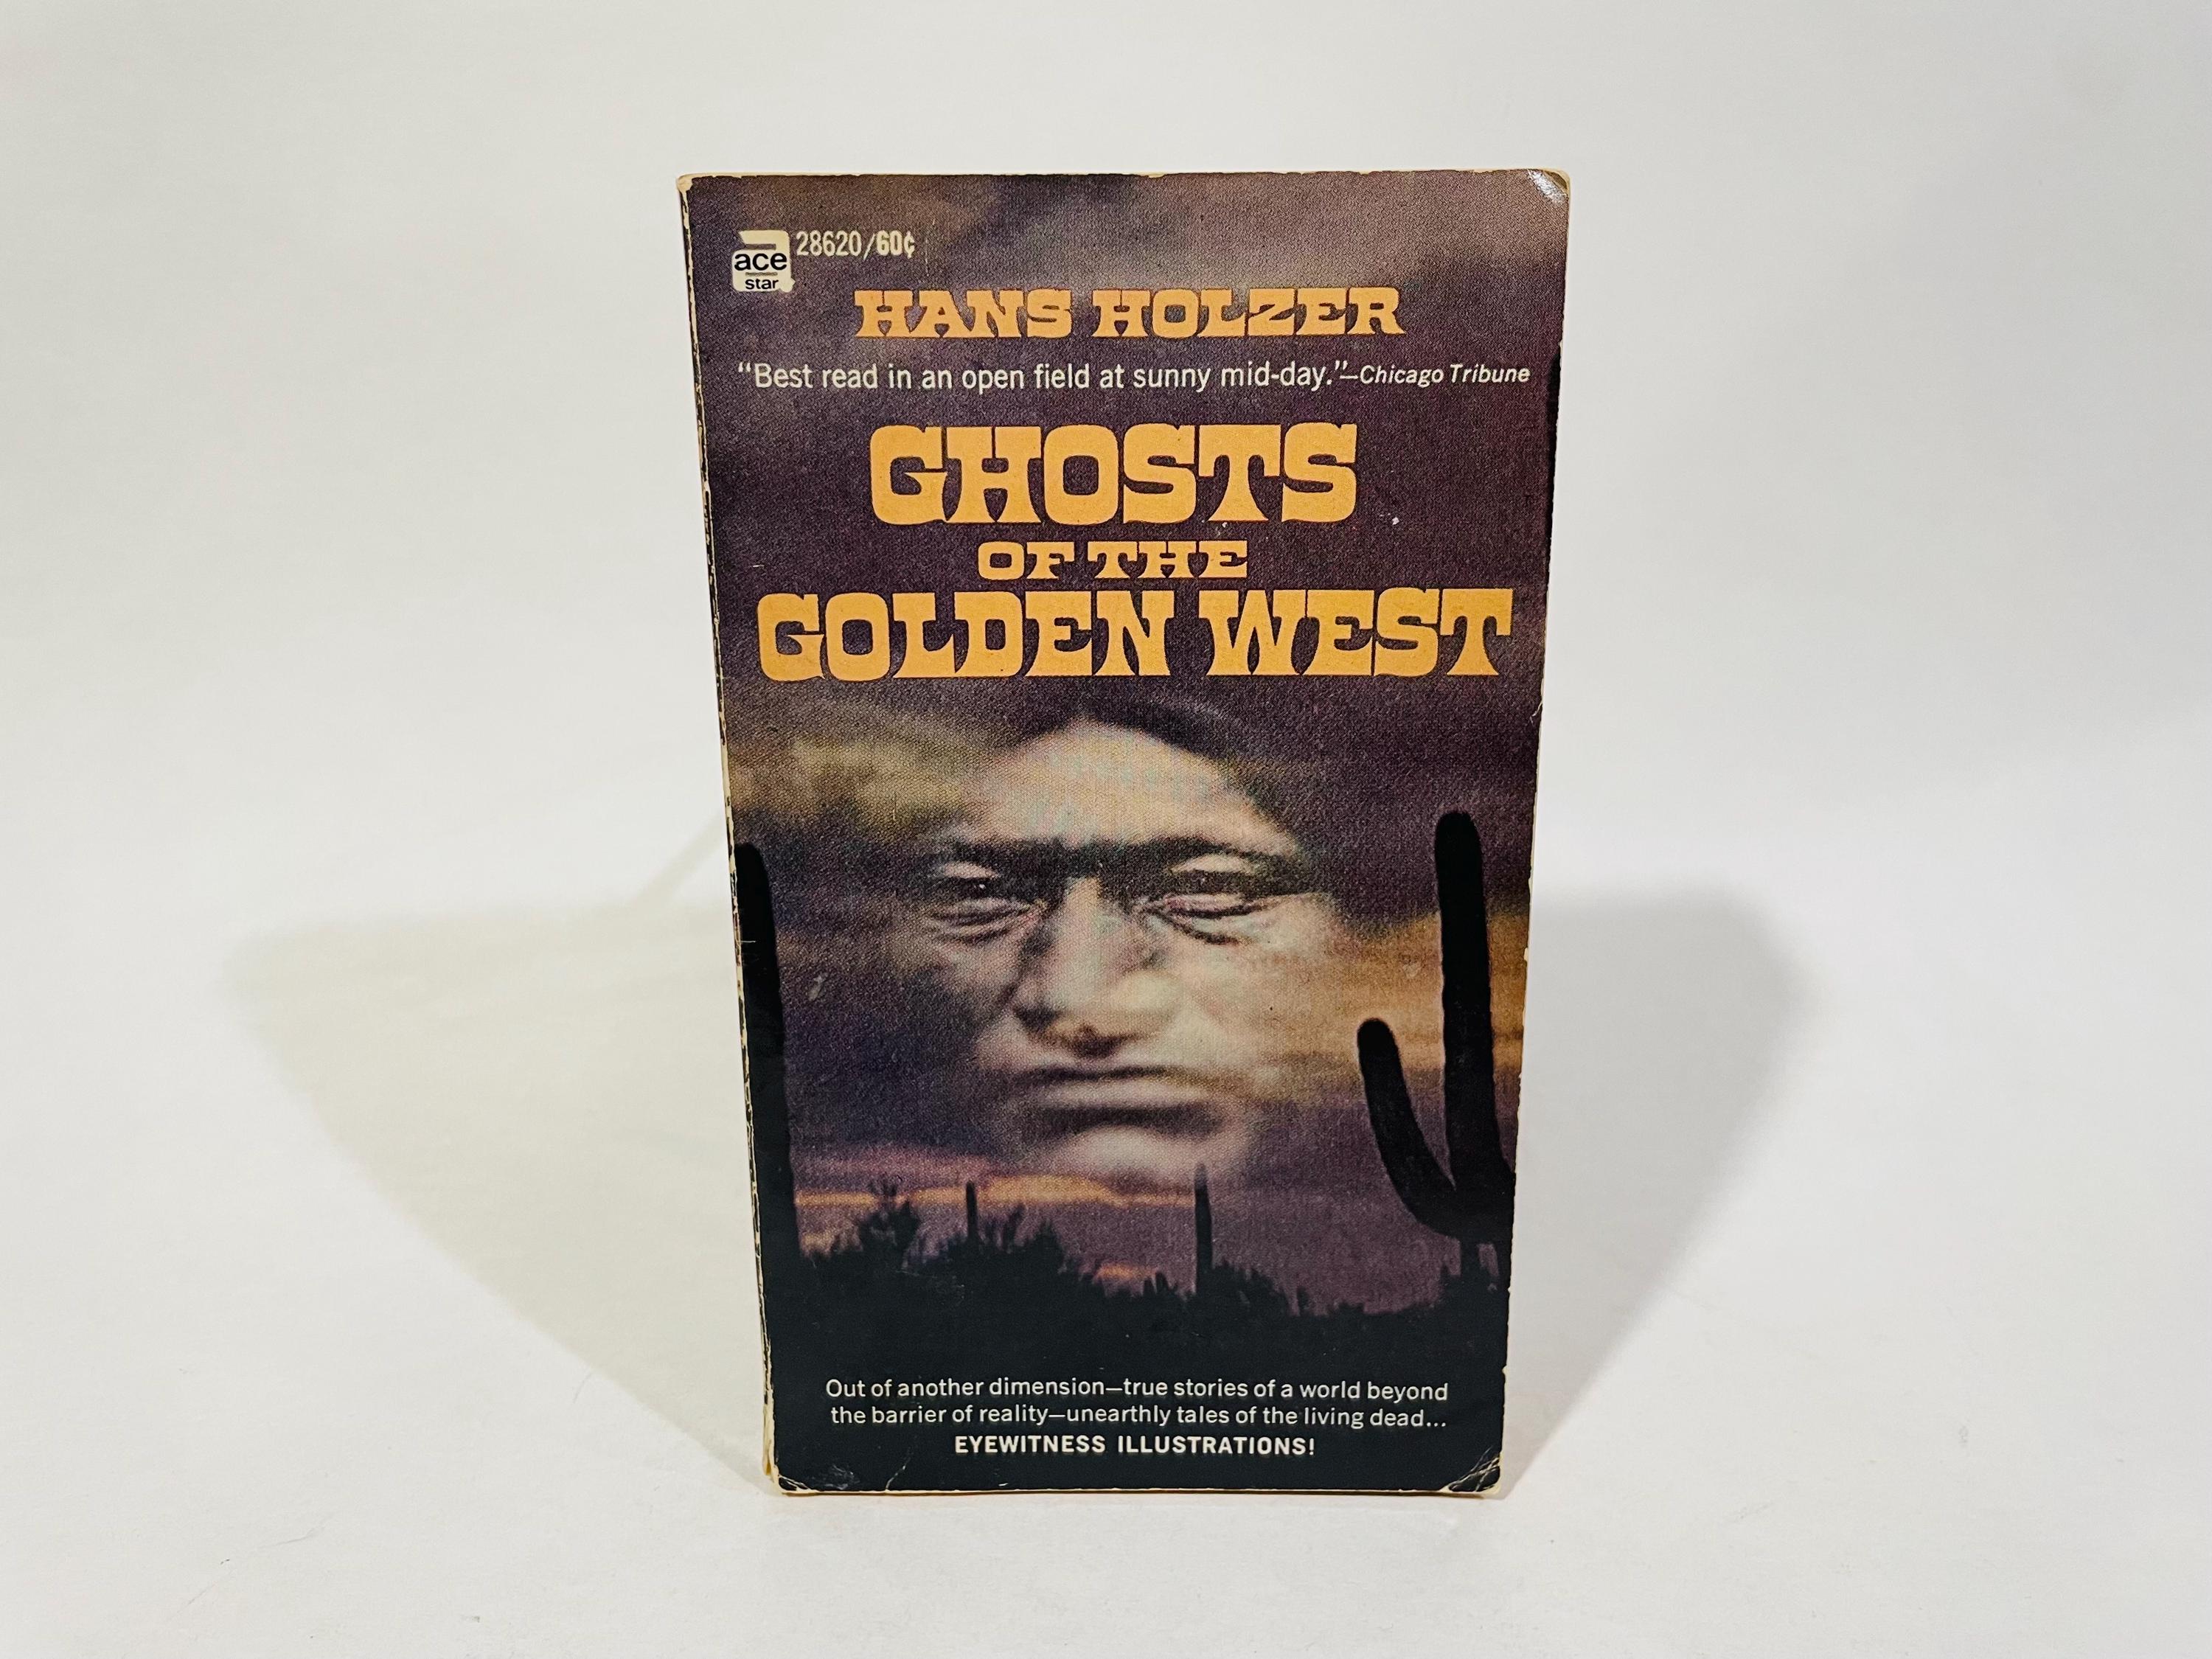 ace
star
28620/60¢
HANS HOLZER
“Best read in an open field at sunny mid-day.”—Chicago Tribune
GHOSTS
OF THE
GOLDEN WEST
Out of another dimension—true stories of a world beyond
the barrier of reality—unearthly tales of the living dead...
EYEWITNESS ILLUSTRATIONS!